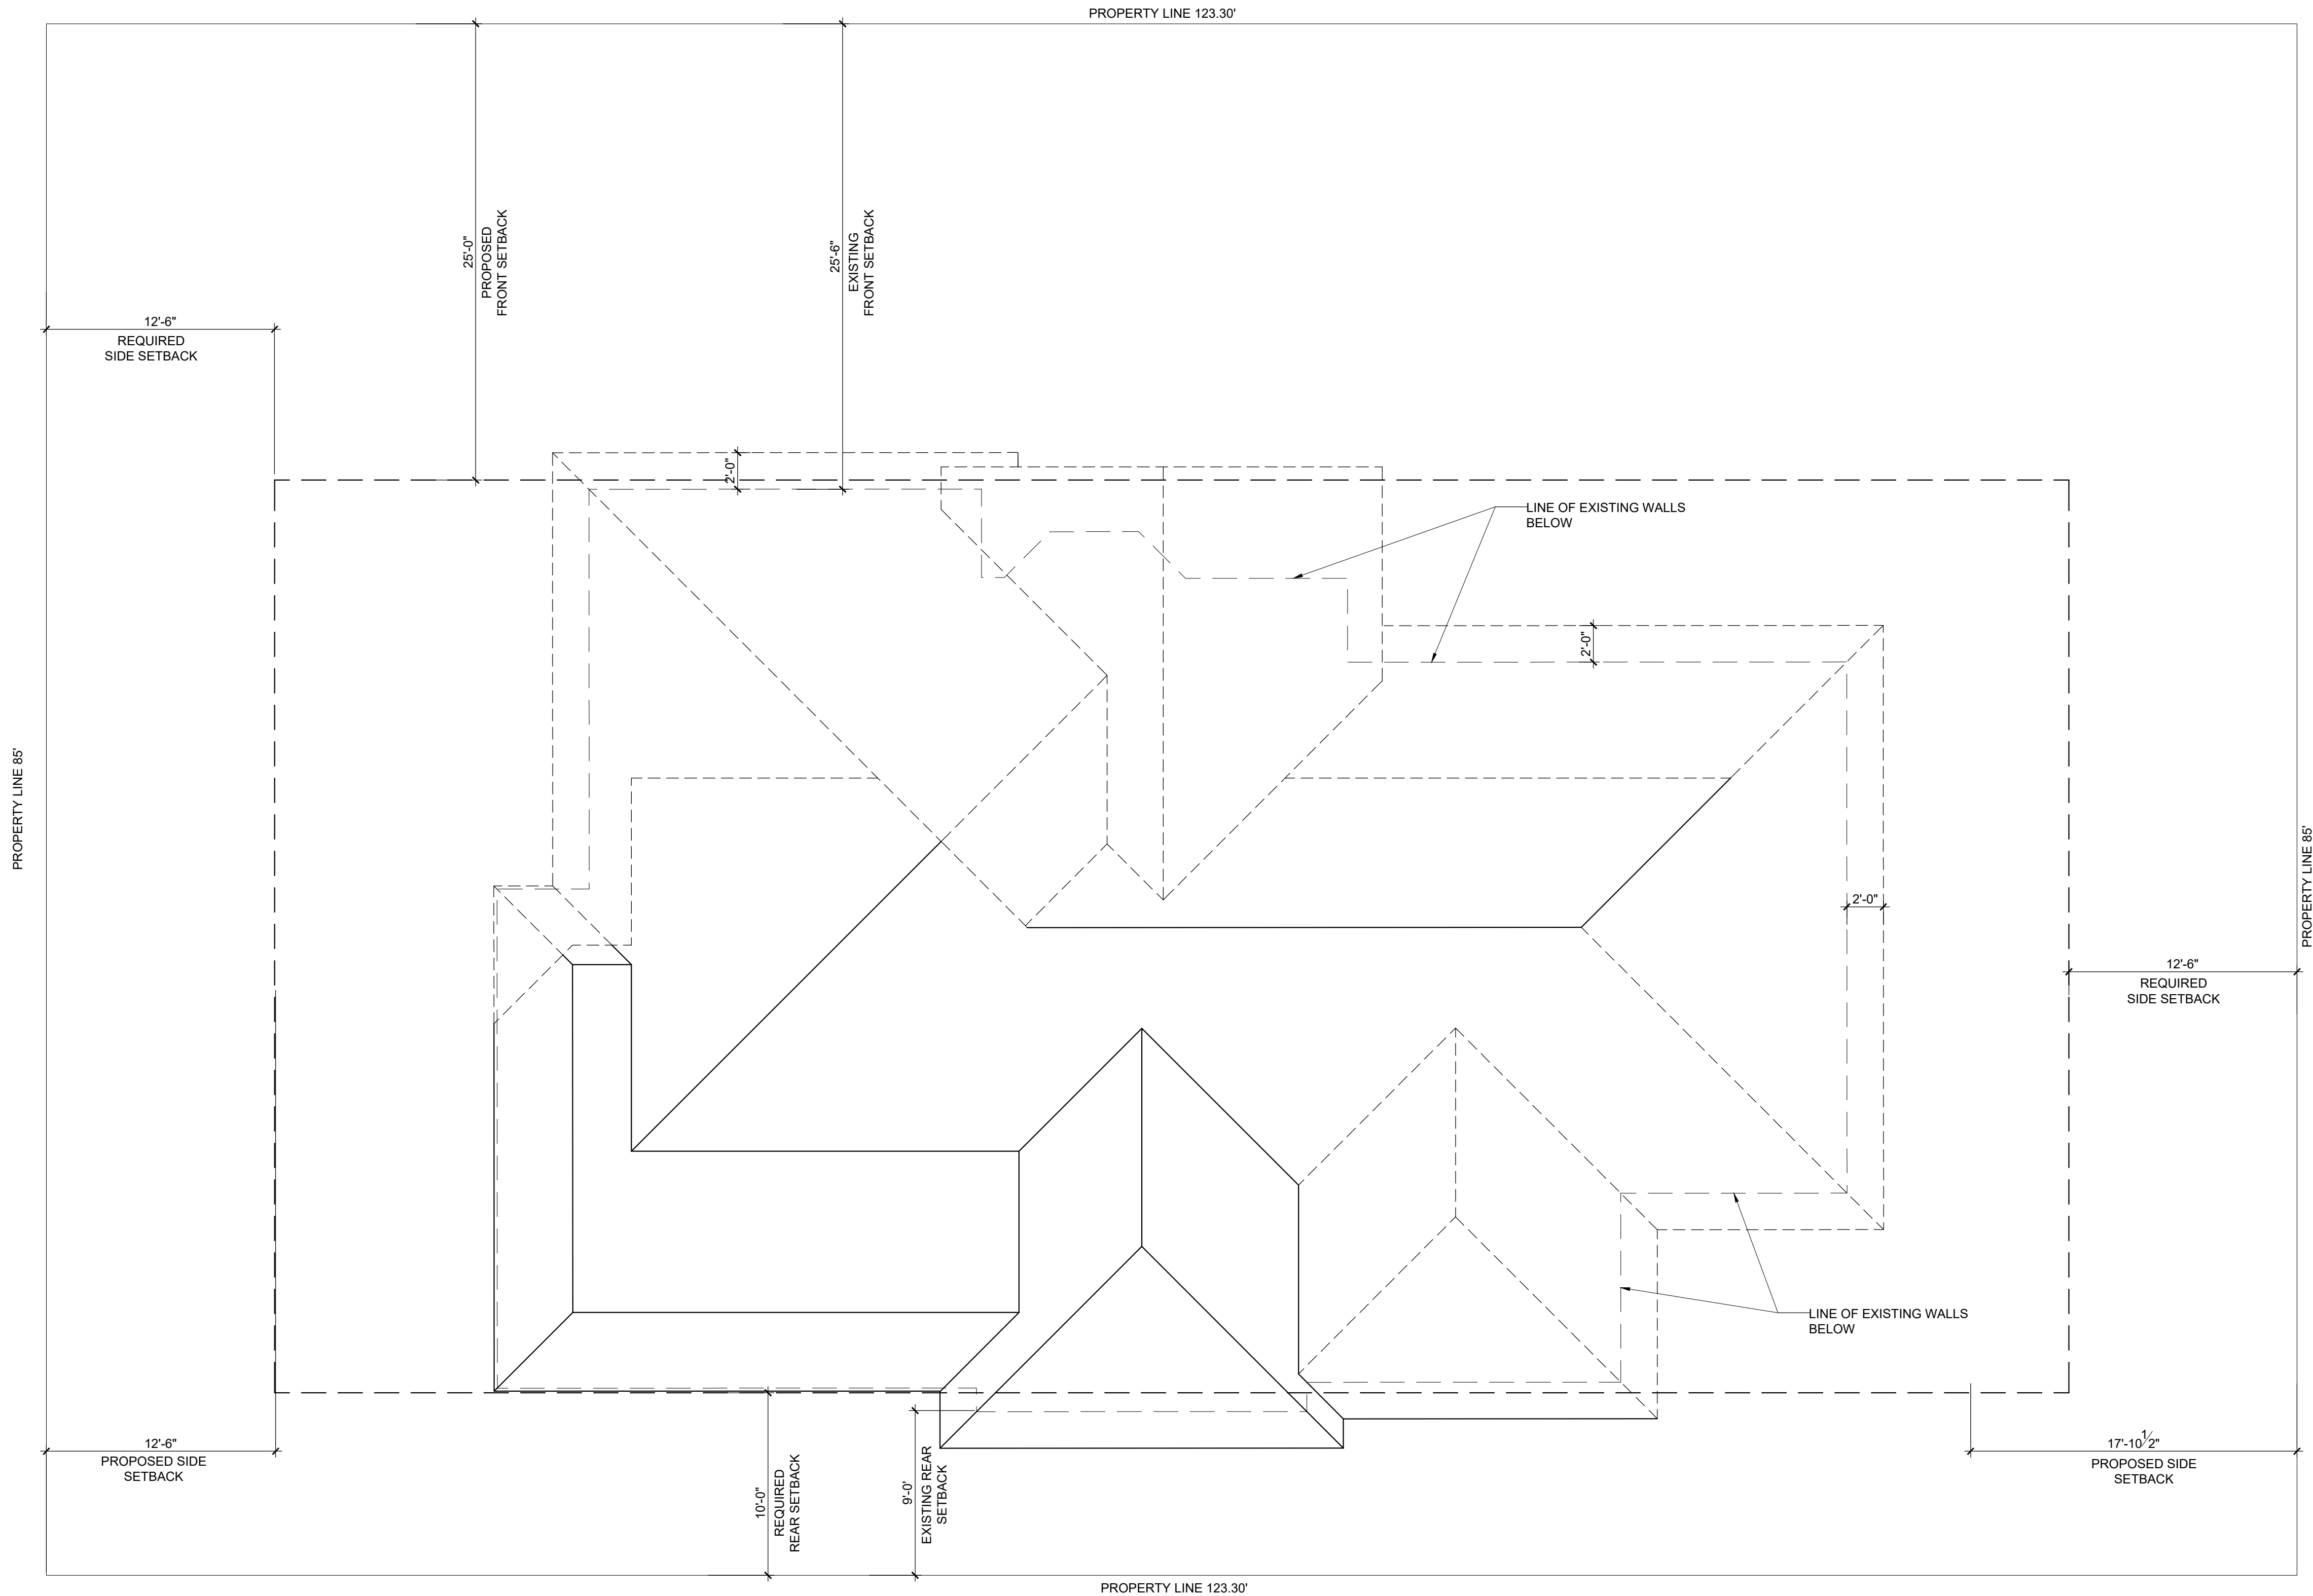 PROPERTY LINE 123.30'
25'-0"
PROPOSED
FRONT SETBACK
25'-6"
EXISTING
FRONT SETBACK
12'-6"
REQUIRED
SIDE SETBACK
2'-0"
LINE OF EXISTING WALLS
BELOW
2'-0"
PROPERTY LINE 85'
PROPERTY LINE 85'
2'-0"
12'-6"
REQUIRED
SIDE SETBACK
LINE OF EXISTING WALLS
BELOW
12'-6"
PROPOSED SIDE
SETBACK
10'-0"
REQUIRED
REAR SETBACK
9'-0'
EXISTING REAR
SETBACK
17'-10 1/2"
PROPOSED SIDE
SETBACK
PROPERTY LINE 123.30'